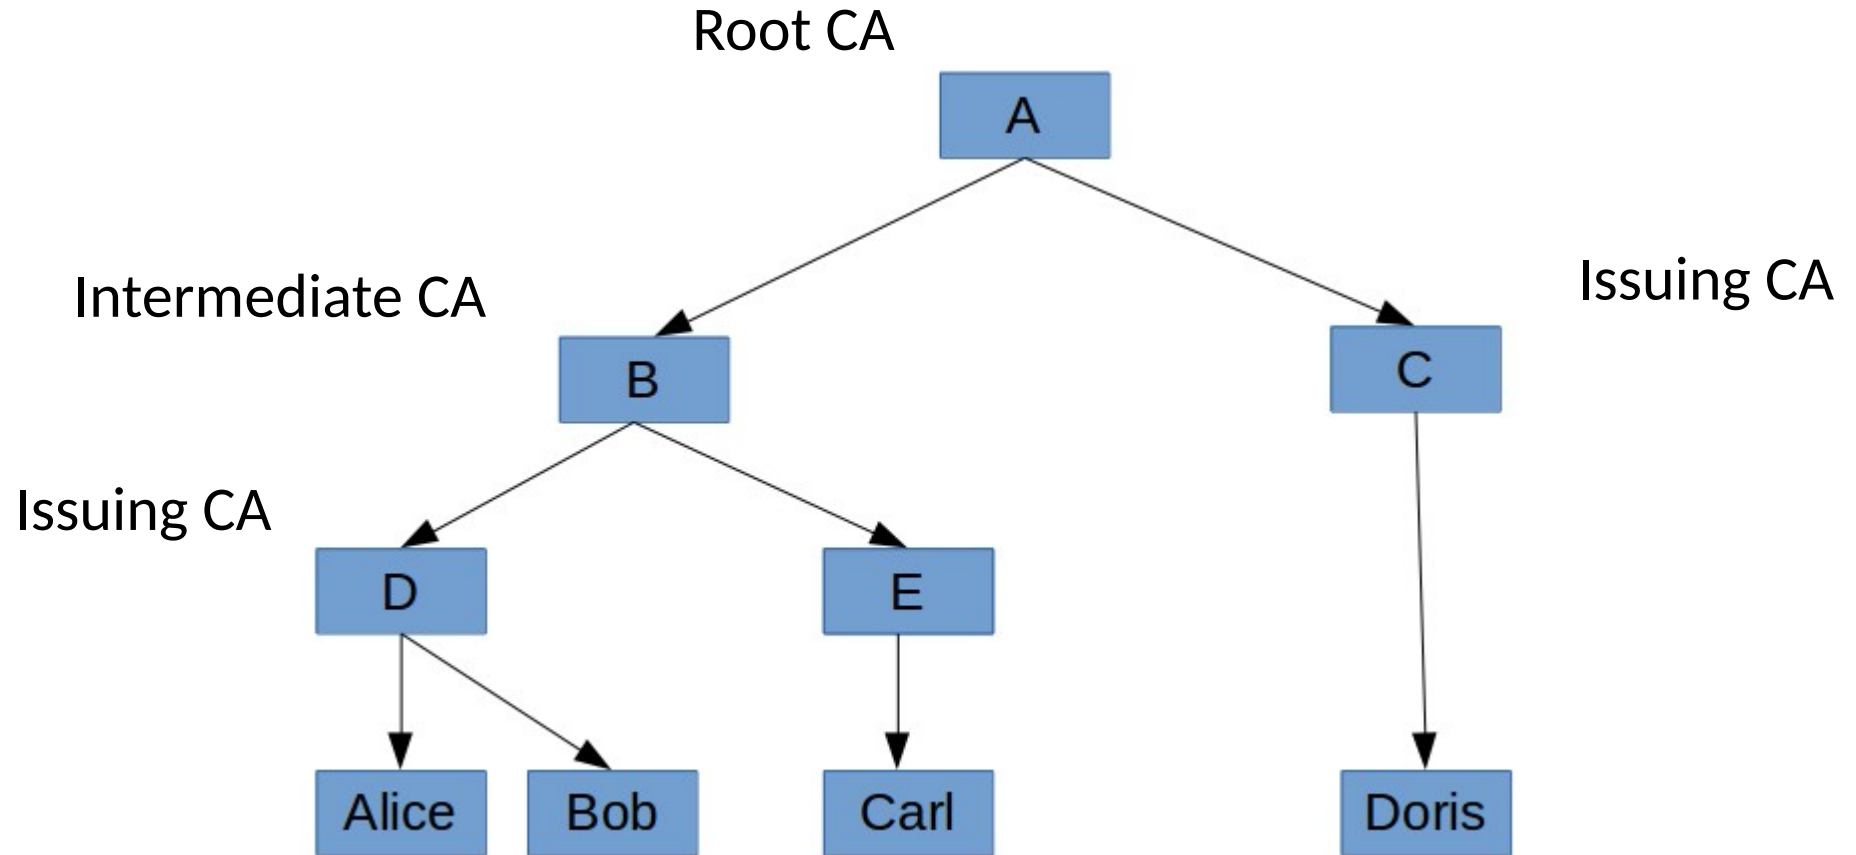 Root CA
A
Intermediate CA
Issuing CA
B
C
Issuing CA
D
E
Alice
Bob
Carl
Doris